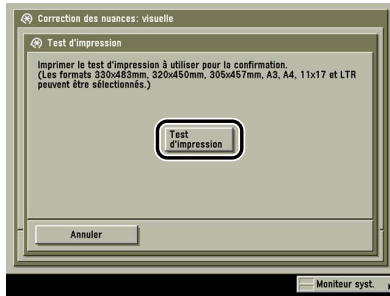 Correction des nuances: visuelle
Test d'impression
Imprimer le test d'impression à utiliser pour la confirmation.
(Les formats 330x483mm, 320x450mm, 305x457mm, A3, A4, 11x17 et LTR
peuvent être sélectionnés.)
Test
d'impression
Annuler
Moniteur syst.